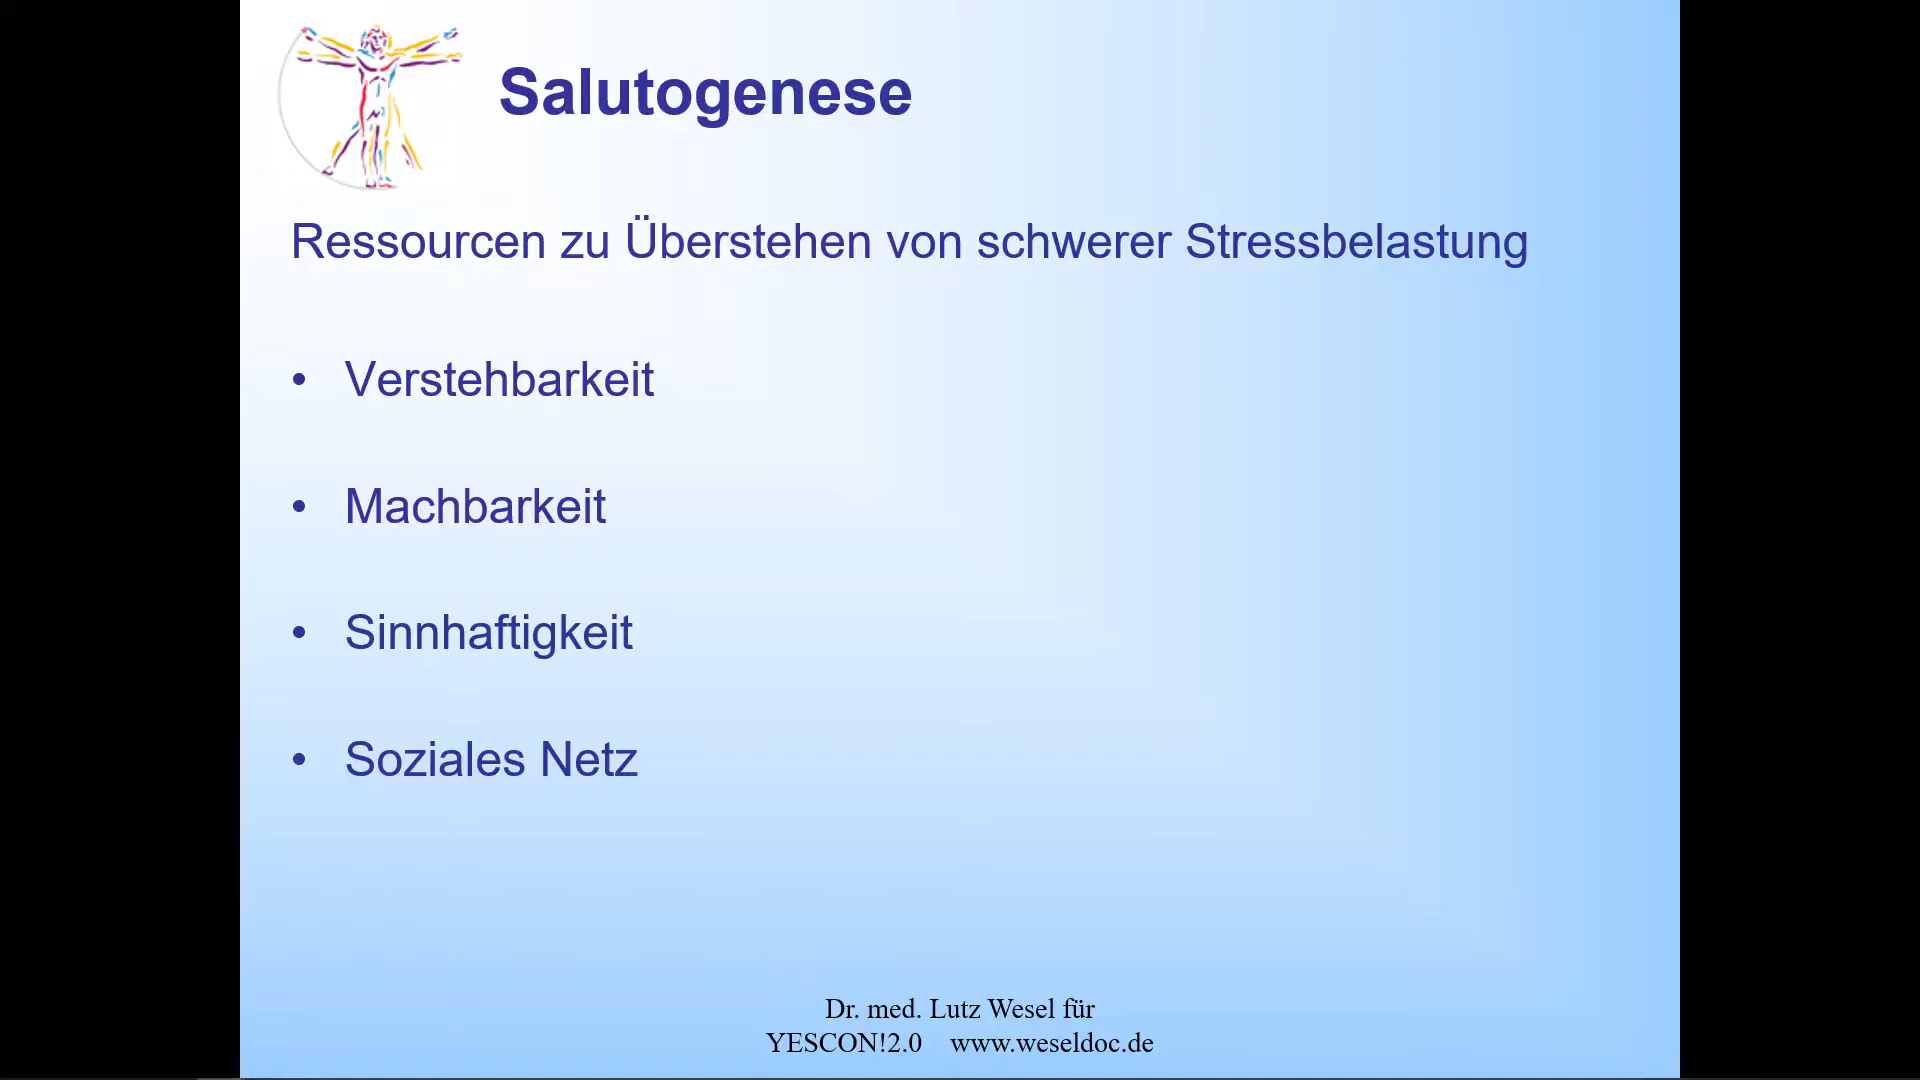 Salutogenese
Ressourcen zu Überstehen von schwerer Stressbelastung
• Verstehbarkeit
• Machbarkeit
• Sinnhaftigkeit
• Soziales Netz
Dr. med. Lutz Wesel für
YESCON!2.0 www.weseldoc.de